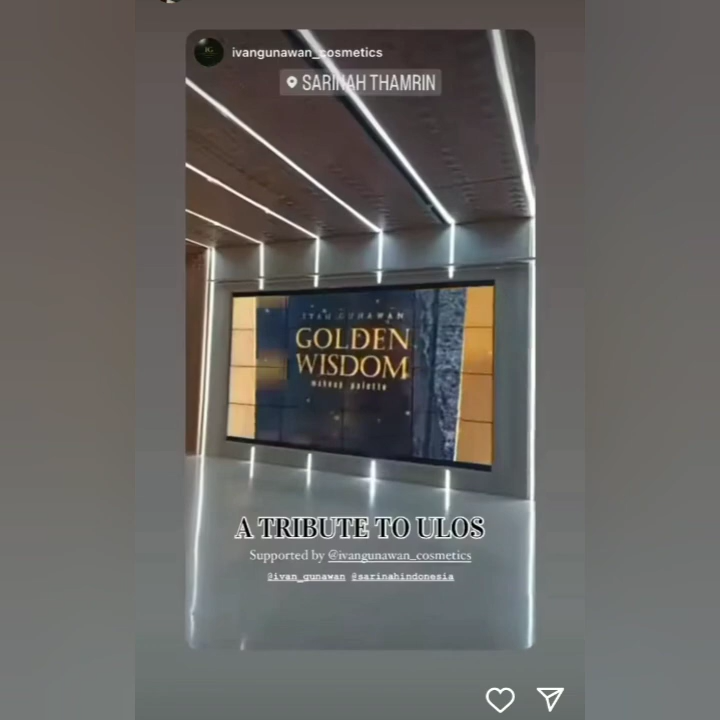 ivangunawan_cosmetics
SARINAH THAMRIN
IVAN GUNAWAN
GOLDEN
WISDOM
makeup palette
A TRIBUTE TO ULOS
Supported by @ivangunawan_cosmetics
@ivan_gunawan @sarinahindonesia